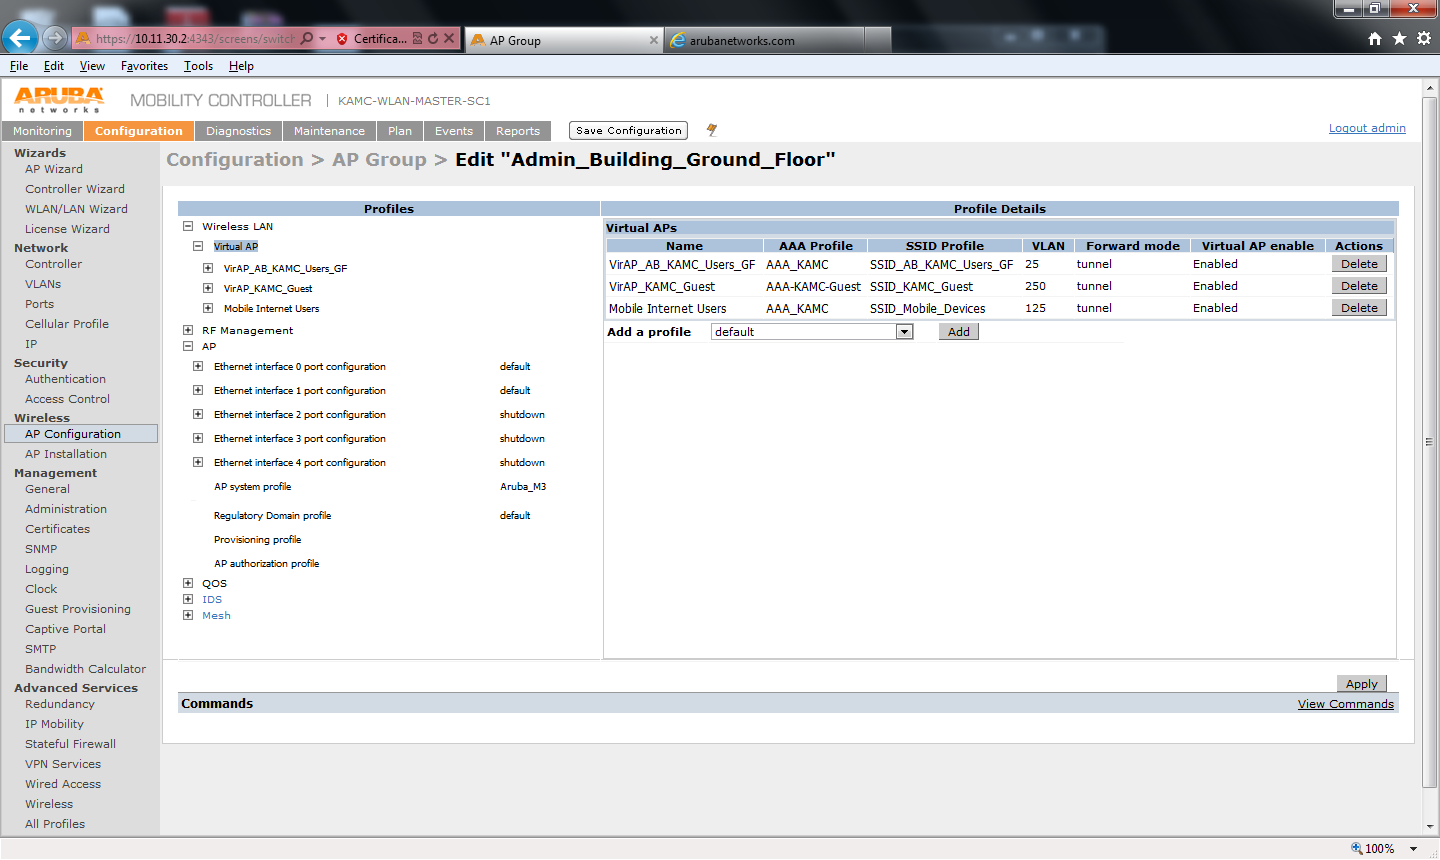 https://10.11.30.2:4343/screens/switch Certifica... AP Group arubanetworks.com
File Edit View Favorites Tools Help
ARUBA networks MOBILITY CONTROLLER | KAMC-WLAN-MASTER-SC1
Monitoring Configuration Diagnostics Maintenance Plan Events Reports Save Configuration Logout admin
Wizards
AP Wizard
Controller Wizard
WLAN/LAN Wizard
License Wizard
Network
Controller
VLANs
Ports
Cellular Profile
IP
Security
Authentication
Access Control
Wireless
AP Configuration
AP Installation
Management
General
Administration
Certificates
SNMP
Logging
Clock
Guest Provisioning
Captive Portal
SMTP
Bandwidth Calculator
Advanced Services
Redundancy
IP Mobility
Stateful Firewall
VPN Services
Wired Access
Wireless
All Profiles
Configuration > AP Group > Edit "Admin_Building_Ground_Floor"
Profiles
Wireless LAN
Virtual AP
VirAP_AB_KAMC_Users_GF
VirAP_KAMC_Guest
Mobile Internet Users
RF Management
AP
Ethernet interface 0 port configuration default
Ethernet interface 1 port configuration default
Ethernet interface 2 port configuration shutdown
Ethernet interface 3 port configuration shutdown
Ethernet interface 4 port configuration shutdown
AP system profile Aruba_M3
Regulatory Domain profile default
Provisioning profile
AP authorization profile
QOS
IDS
Mesh
Profile Details
Virtual APs
Name AAA Profile SSID Profile VLAN Forward mode Virtual AP enable Actions
VirAP_AB_KAMC_Users_GF AAA_KAMC SSID_AB_KAMC_Users_GF 25 tunnel Enabled Delete
VirAP_KAMC_Guest AAA-KAMC-Guest SSID_KAMC_Guest 250 tunnel Enabled Delete
Mobile Internet Users AAA_KAMC SSID_Mobile_Devices 125 tunnel Enabled Delete
Add a profile default Add
Apply
Commands View Commands
100%